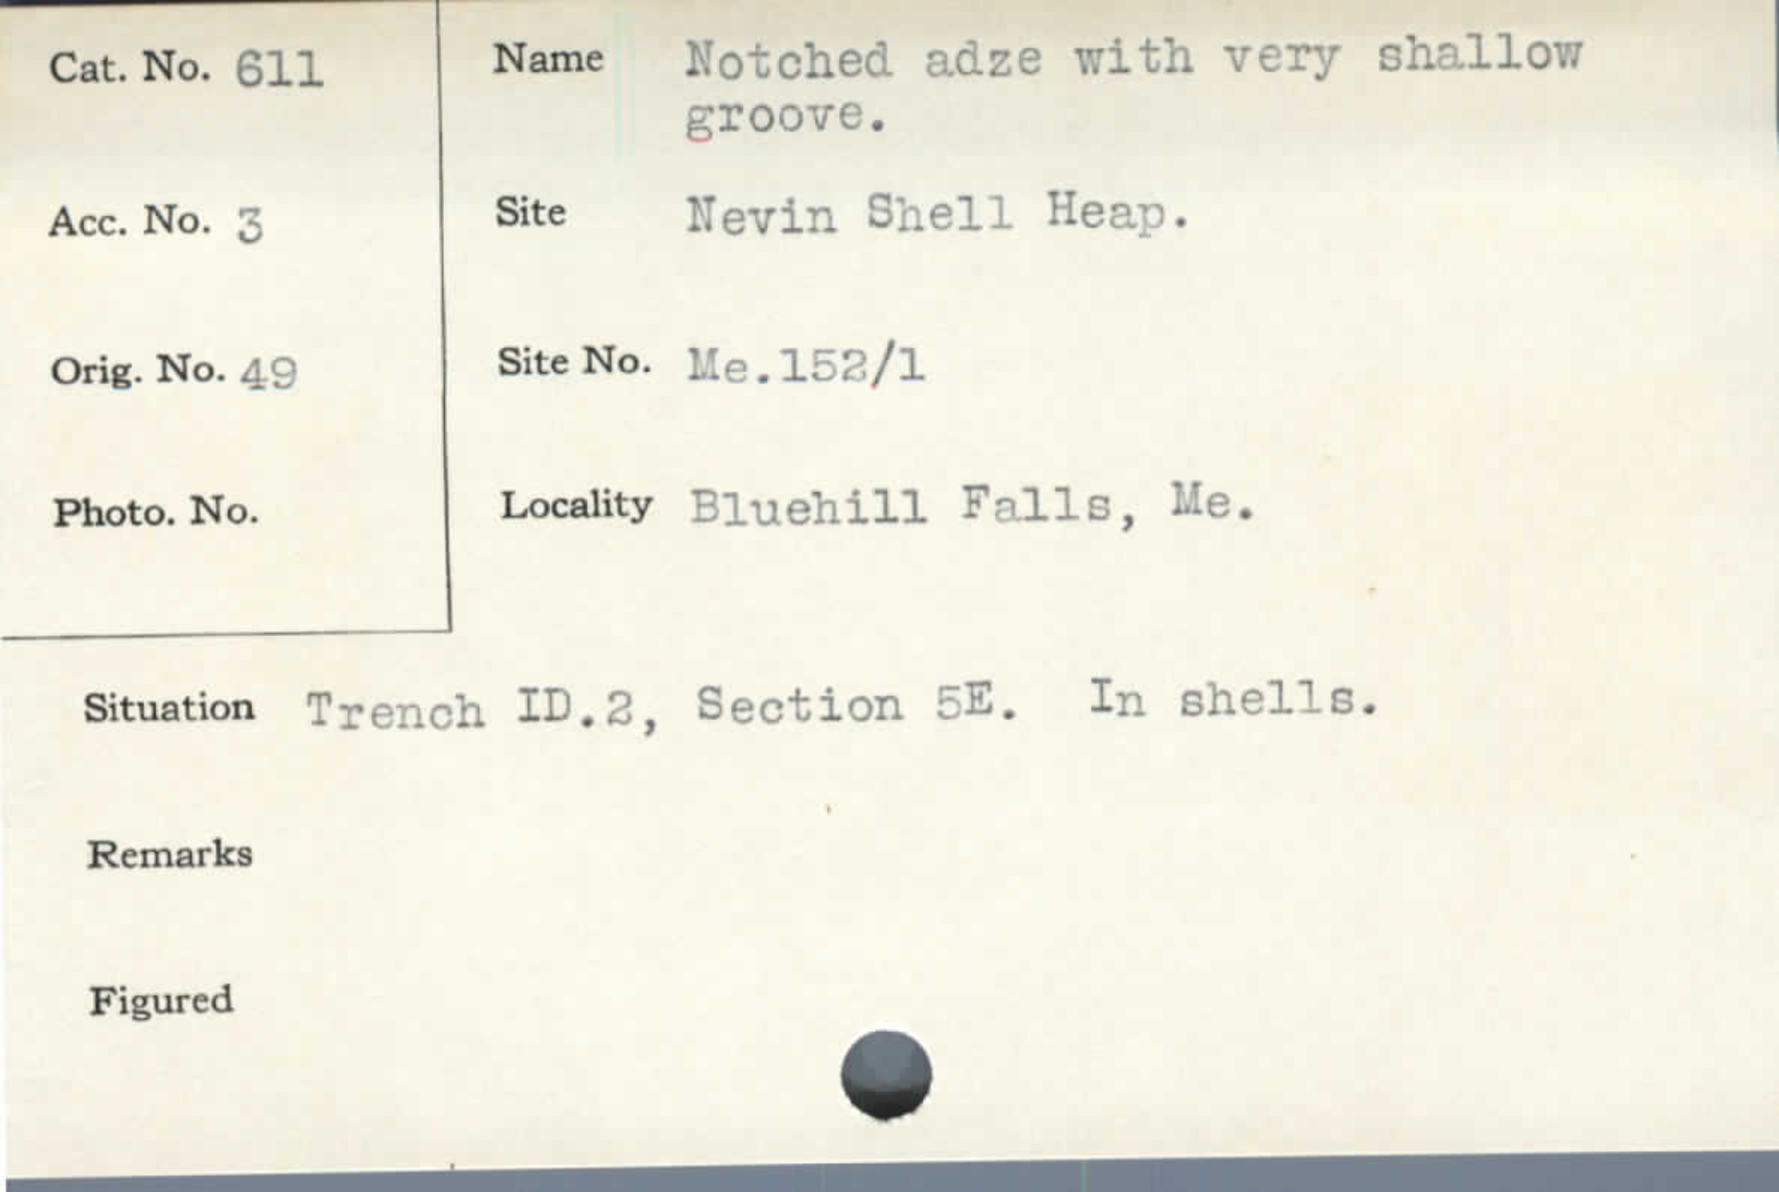 Cat. No. 611
Name Notched adze with very shallow
groove.
Acc. No. 3
Site Nevin Shell Heap.
Orig. No. 49
Site No. Me.152/1
Photo. No.
Locality Bluehill Falls, Me.
Situation Trench ID.2, Section 5E. In shells.
Remarks
Figured